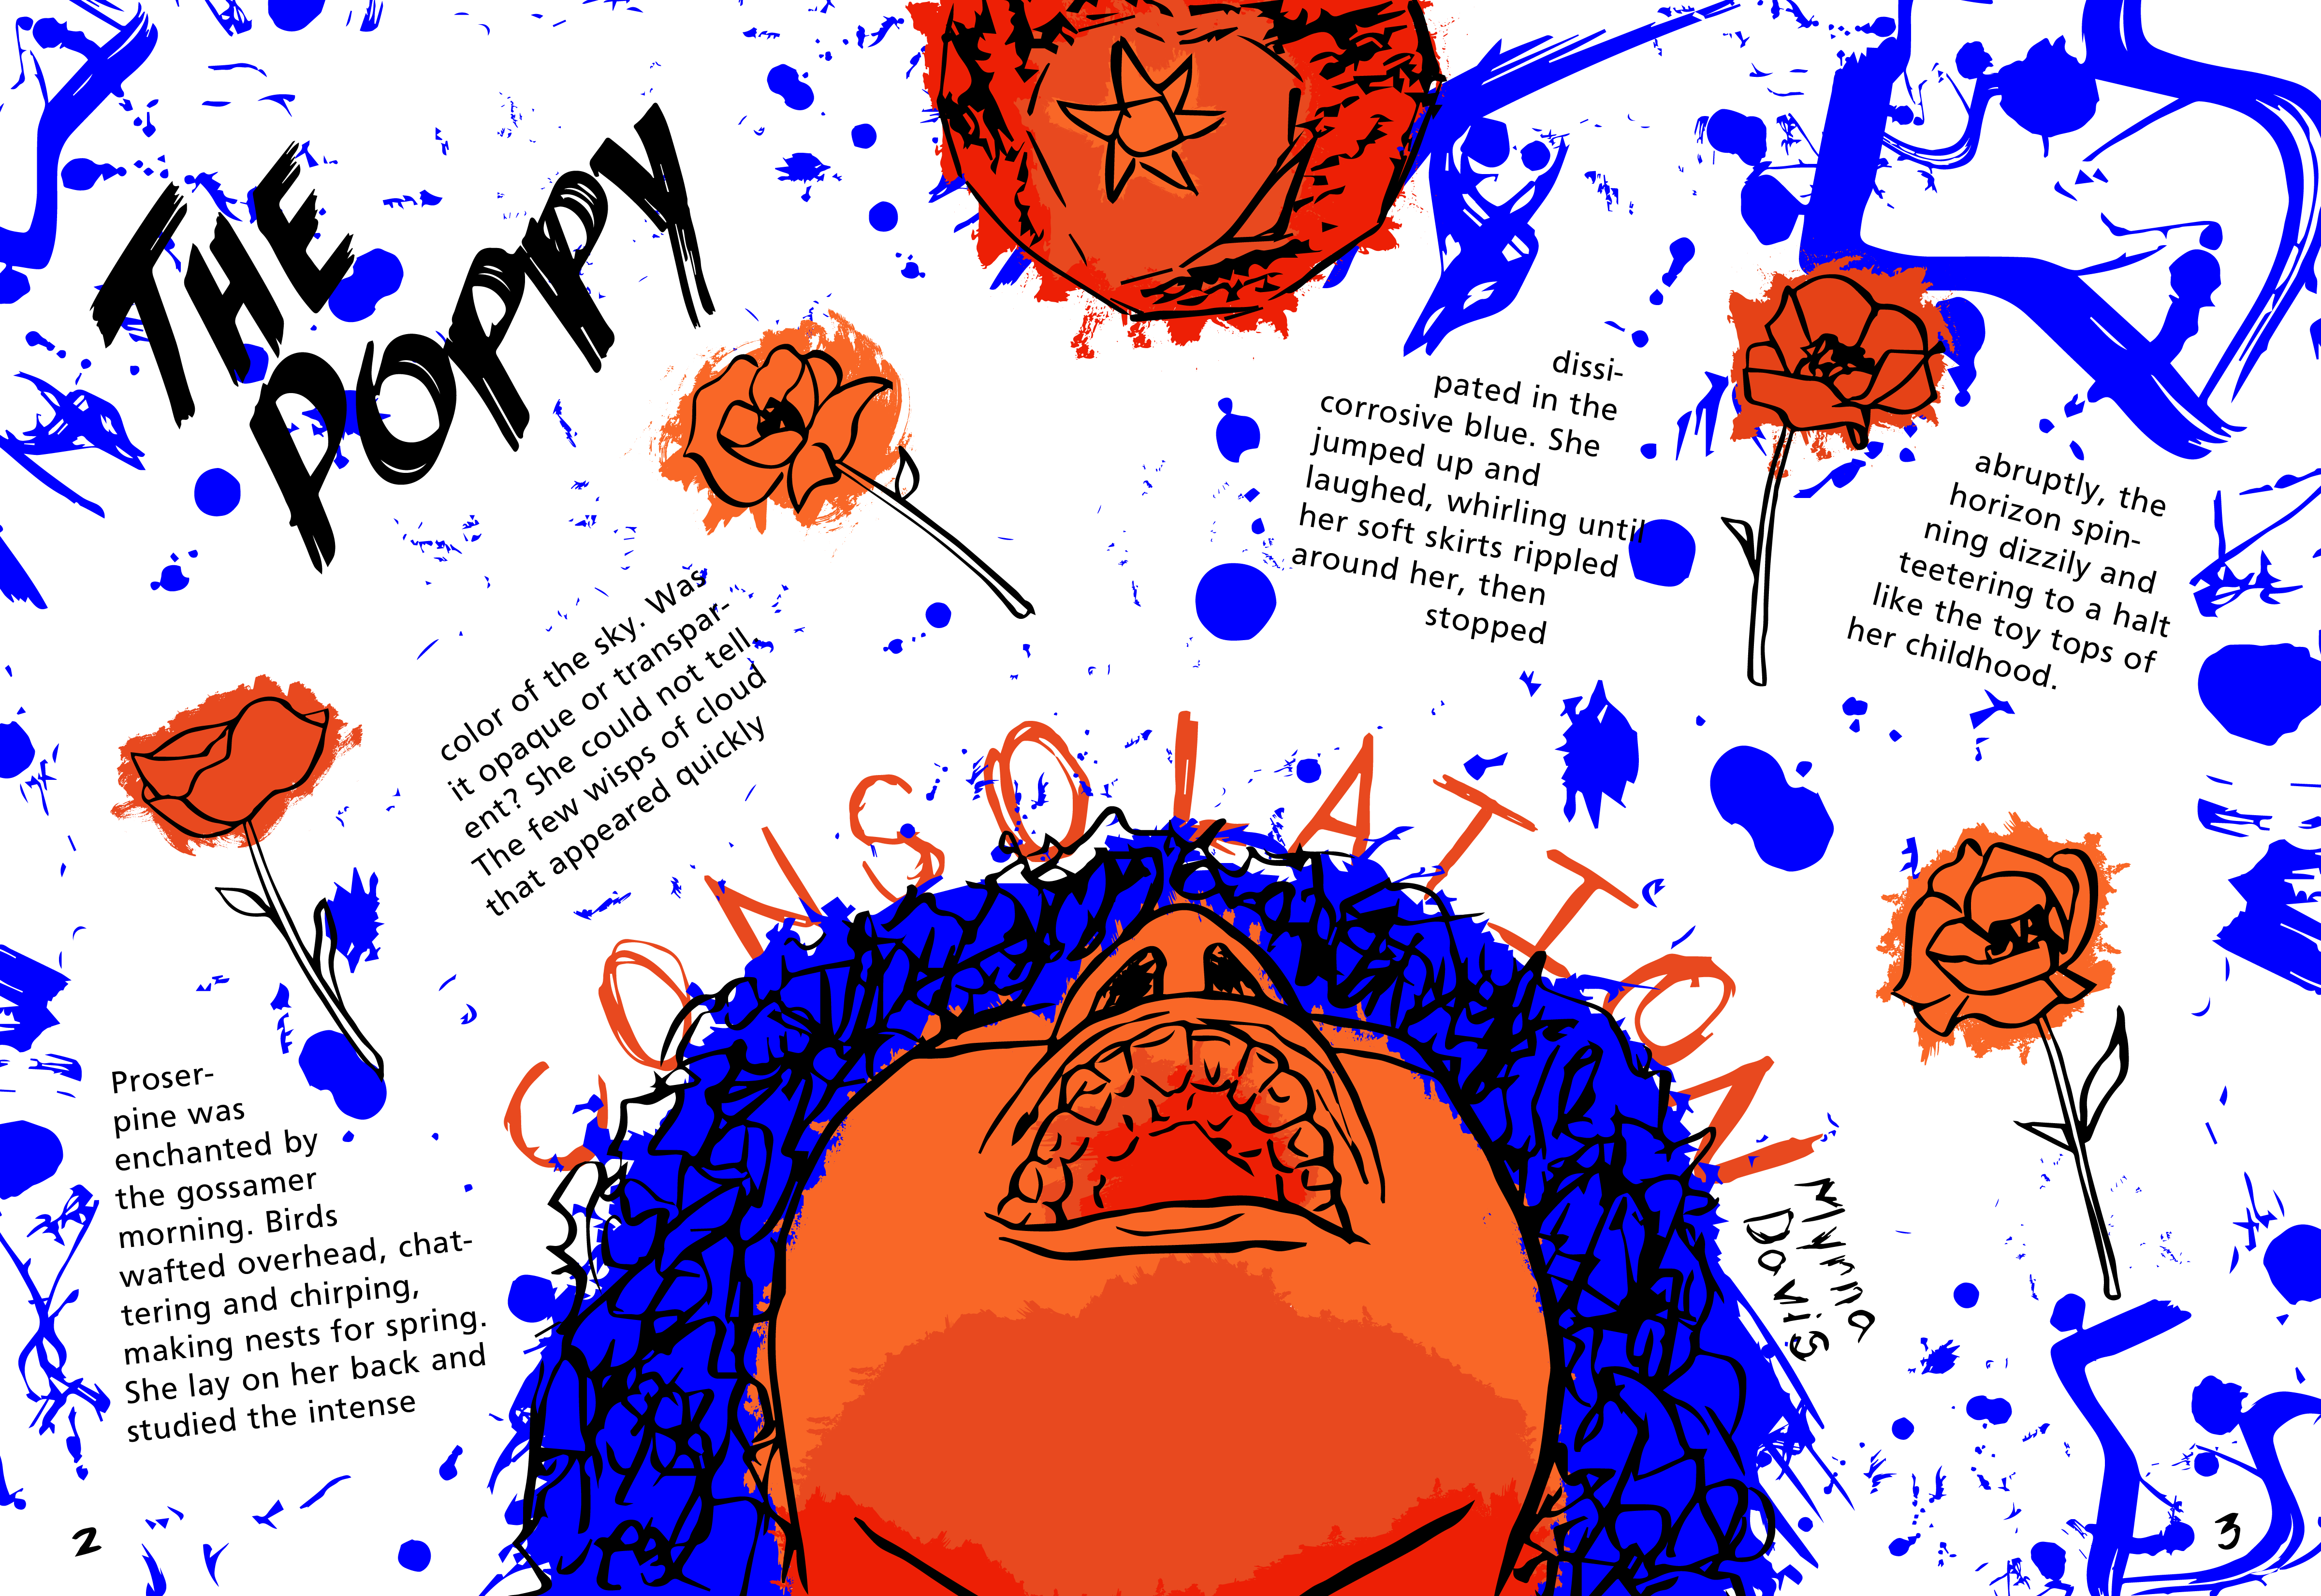 THE
POPPY
CONSOLATION
Myrna
Davis
Proser-
pine was
enchanted by
the gossamer
morning. Birds
wafted overhead, chat-
tering and chirping,
making nests for spring.
She lay on her back and
studied the intense
color of the sky. Was
it opaque or transpar-
ent? She could not tell.
The few wisps of cloud
that appeared quickly
dissi-
pated in the
corrosive blue. She
jumped up and
laughed, whirling until
her soft skirts rippled
around her, then
stopped
abruptly, the
horizon spin-
ning dizzily and
teetering to a halt
like the toy tops of
her childhood.
2
3